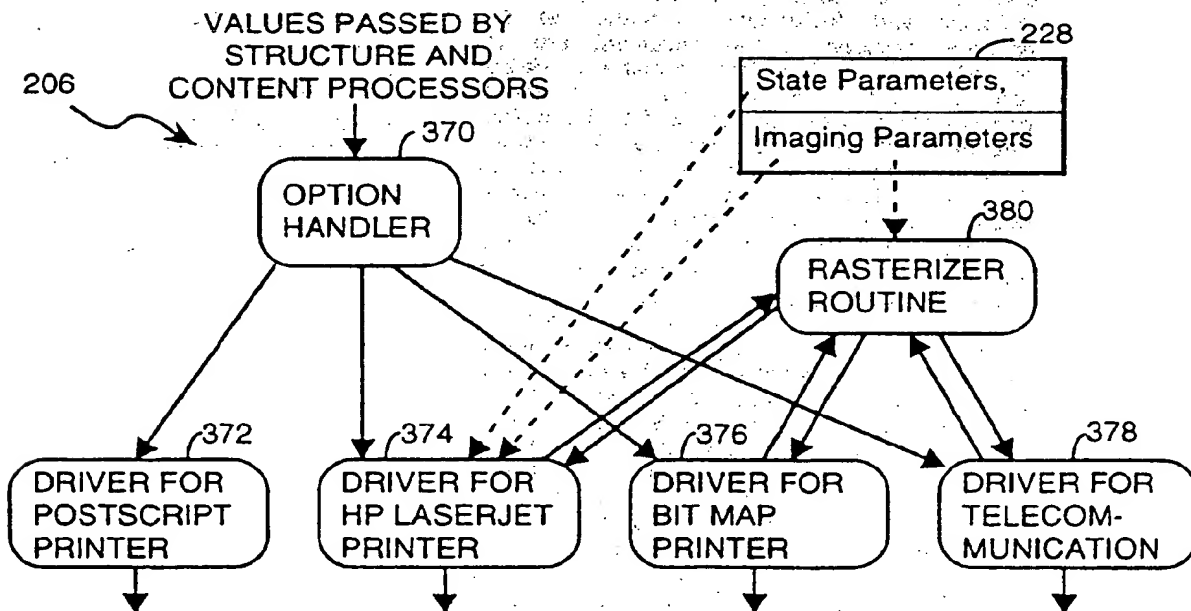 VALUES PASSED BY
STRUCTURE AND
CONTENT PROCESSORS
206
228
State Parameters,
Imaging Parameters
370
OPTION
HANDLER
380
RASTERIZER
ROUTINE
372
DRIVER FOR
POSTSCRIPT
PRINTER
374
DRIVER FOR
HP LASERJET
PRINTER
376
DRIVER FOR
BIT MAP
PRINTER
378
DRIVER FOR
TELECOM-
MUNICATION